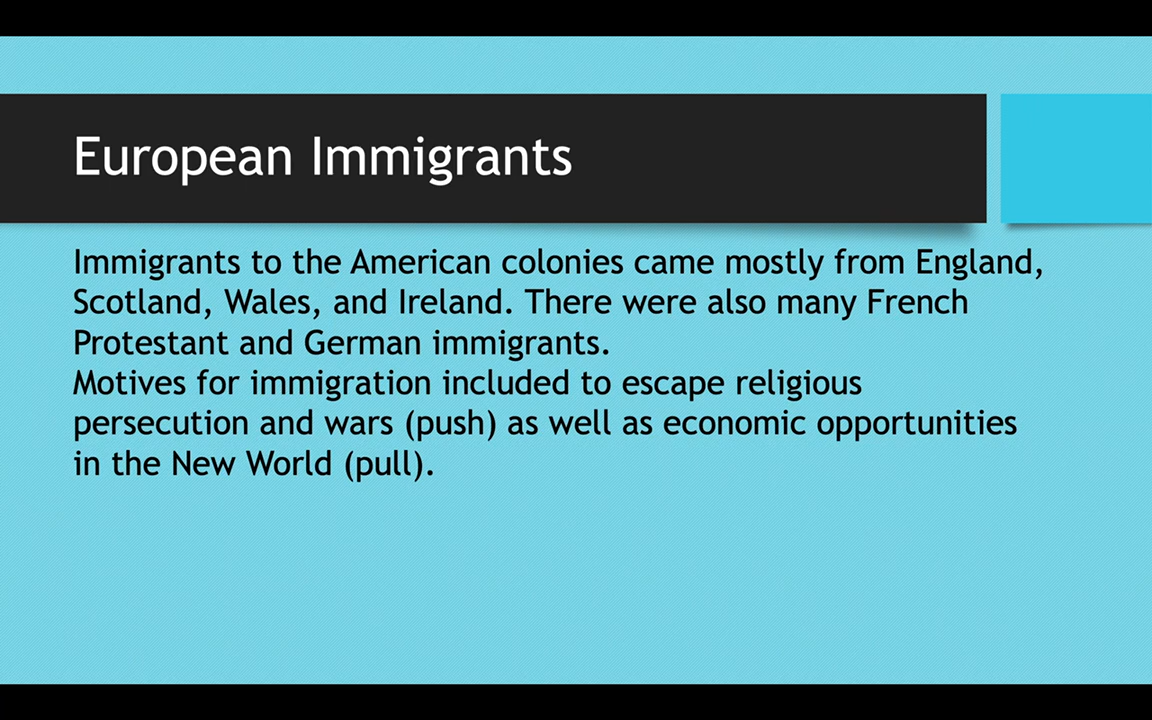 European Immigrants
Immigrants to the American colonies came mostly from England,
Scotland, Wales, and Ireland. There were also many French
Protestant and German immigrants.
Motives for immigration included to escape religious
persecution and wars (push) as well as economic opportunities
in the New World (pull).